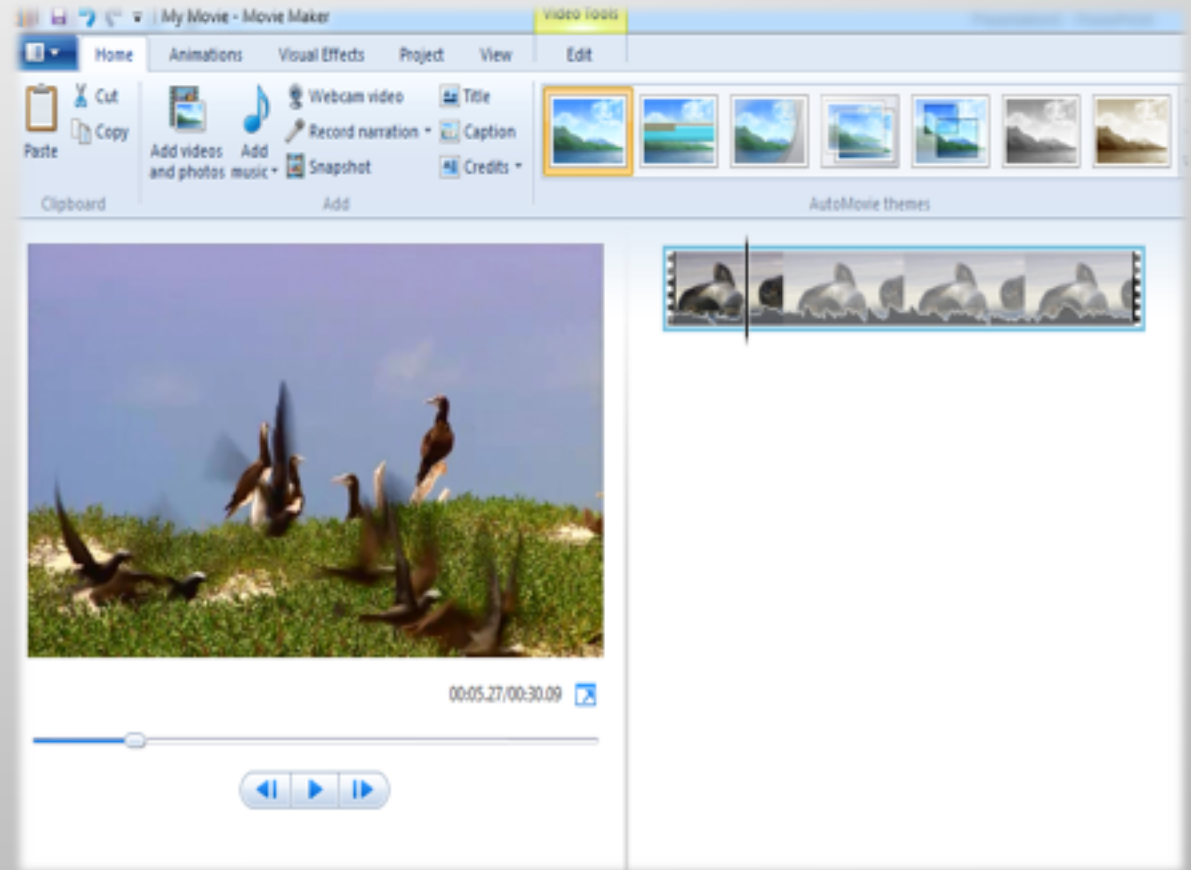 My Movie - Movie Maker
Video Tools
Home Animations Visual Effects Project View Edit
Paste
Cut
Copy
Clipboard
Add videos
and photos
Add
music
Webcam video
Record narration
Snapshot
Title
Caption
Credits
Add
AutoMovie themes
00:05.27/00:30.09